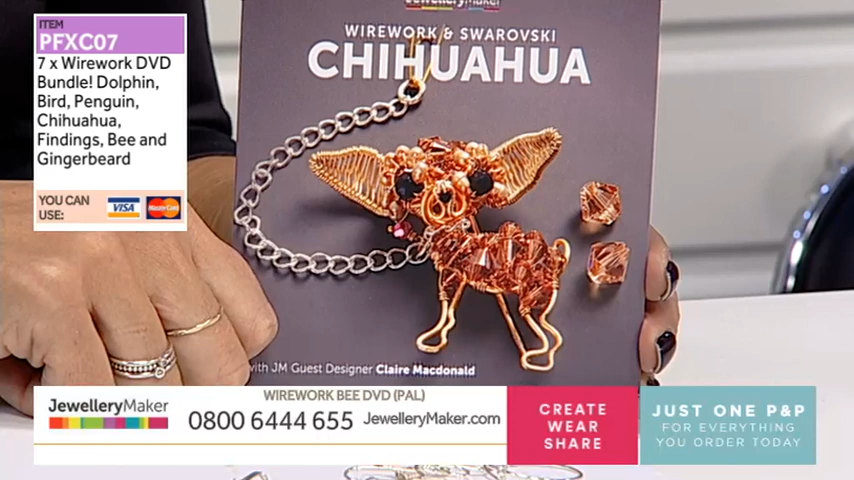 ITEM
PFXC07
7 x Wirework DVD
Bundle! Dolphin,
Bird, Penguin,
Chihuahua,
Findings, Bee and
Gingerbeard
YOU CAN
USE:
VISA
MasterCard
JewelleryMaker
WIREWORK & SWAROVSKI
CHIHUAHUA
with JM Guest Designer Claire Macdonald
JewelleryMaker
WIREWORK BEE DVD (PAL)
0800 6444 655
JewelleryMaker.com
CREATE
WEAR
SHARE
JUST ONE P&P
FOR EVERYTHING
YOU ORDER TODAY